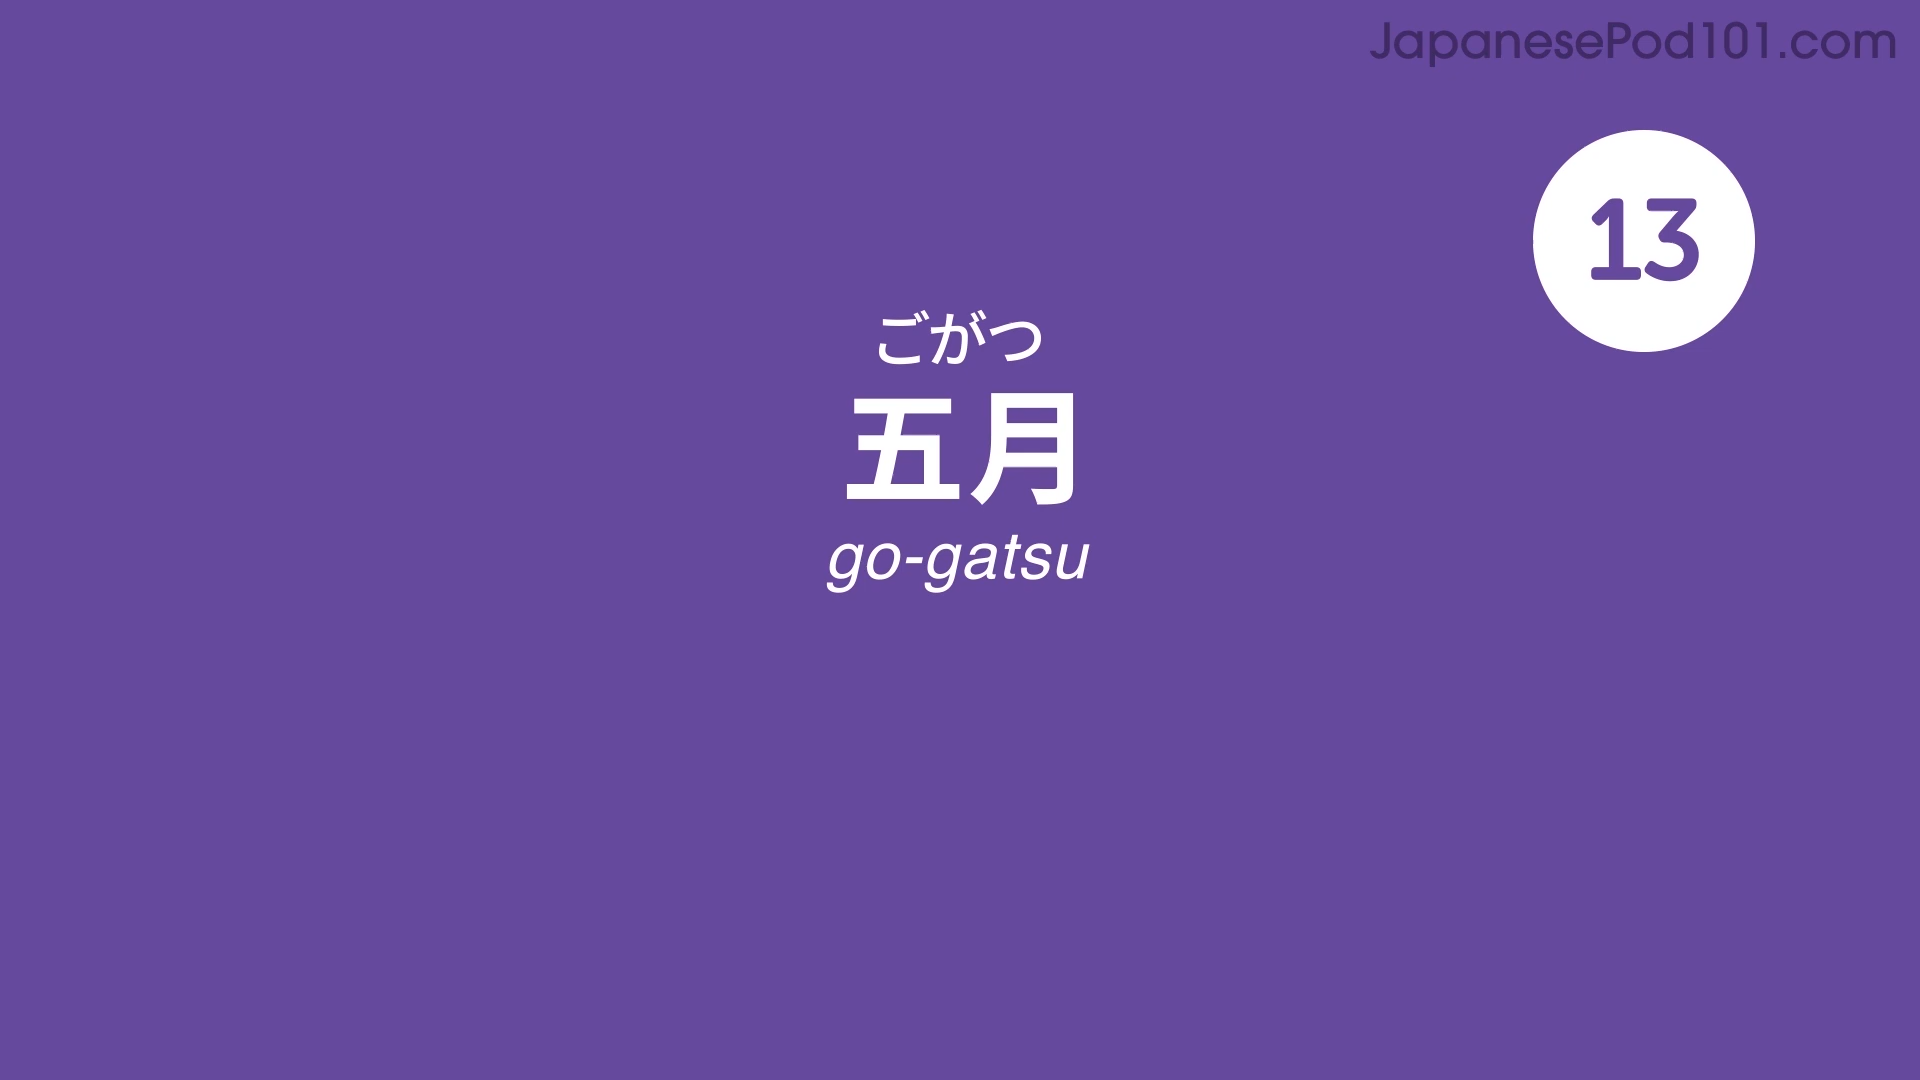 JapanesePod101.com
13
ごがつ
五月
go-gatsu